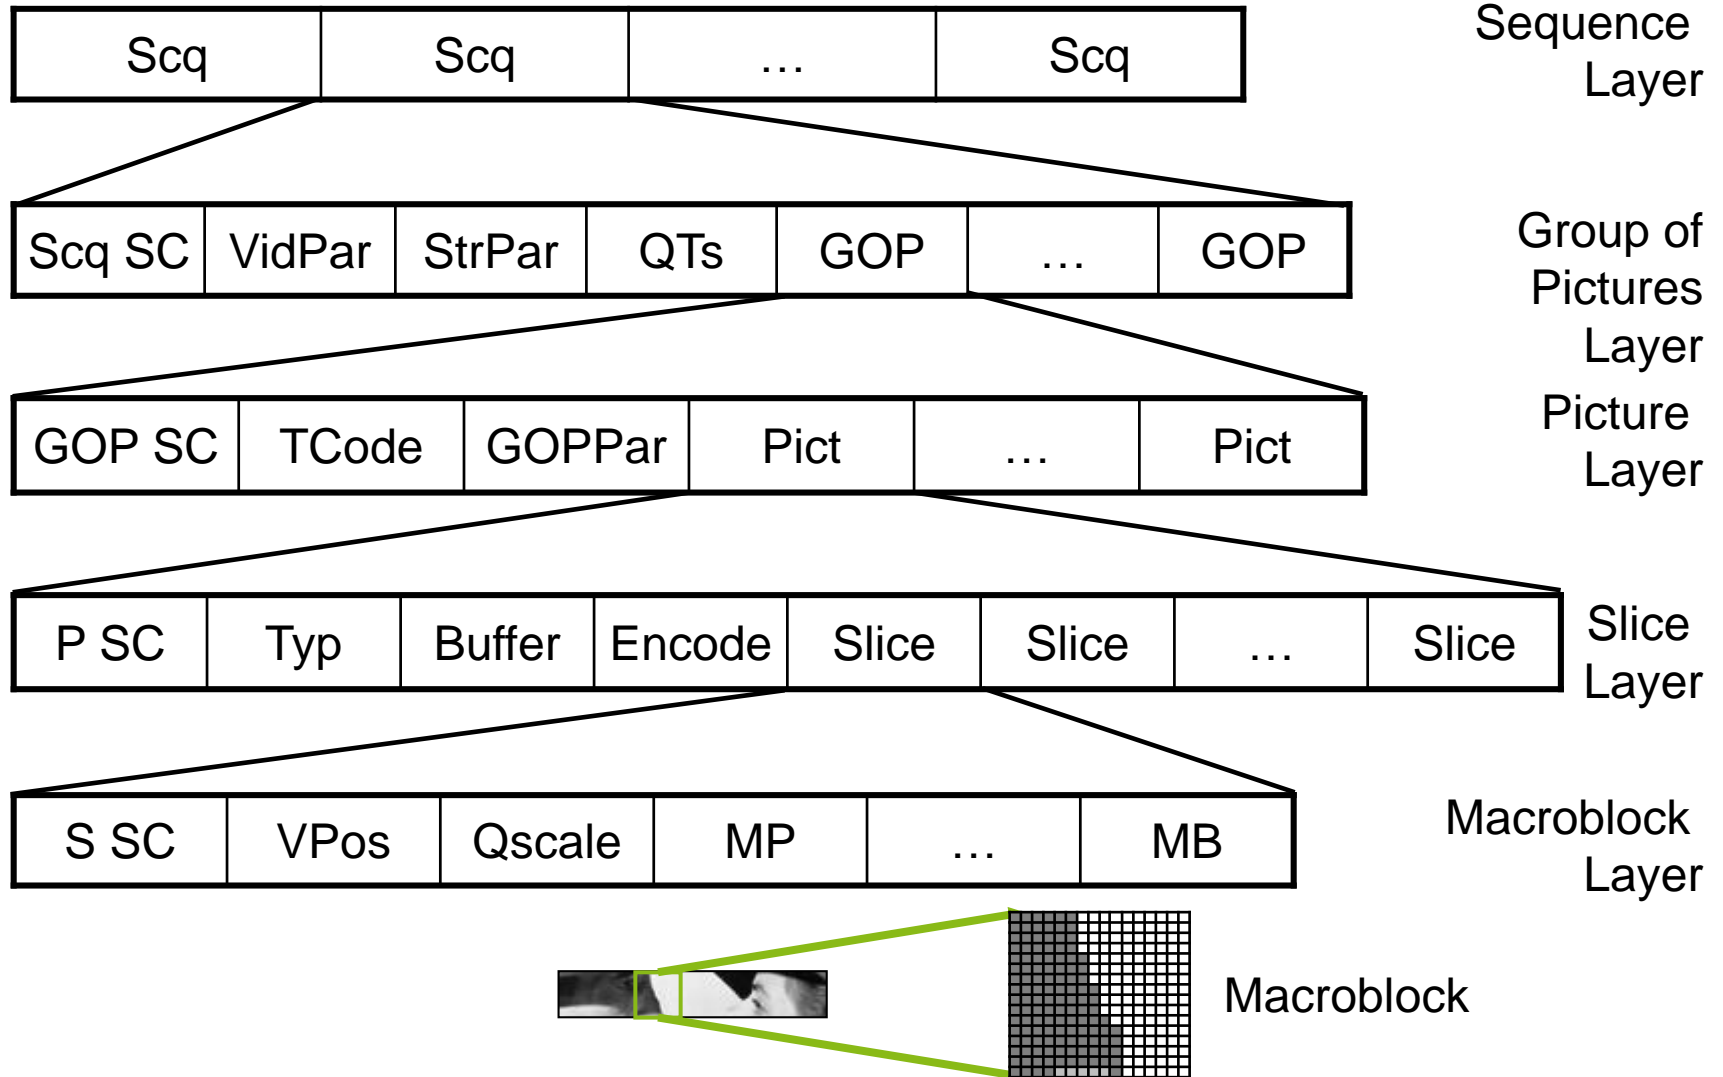 Scq Scq … Scq Sequence
Layer
Scq SC VidPar StrPar QTs GOP … GOP Group of
Pictures
Layer
GOP SC TCode GOPPar Pict … Pict Picture
Layer
P SC Typ Buffer Encode Slice Slice … Slice Slice
Layer
S SC VPos Qscale MP … MB Macroblock
Layer
Macroblock